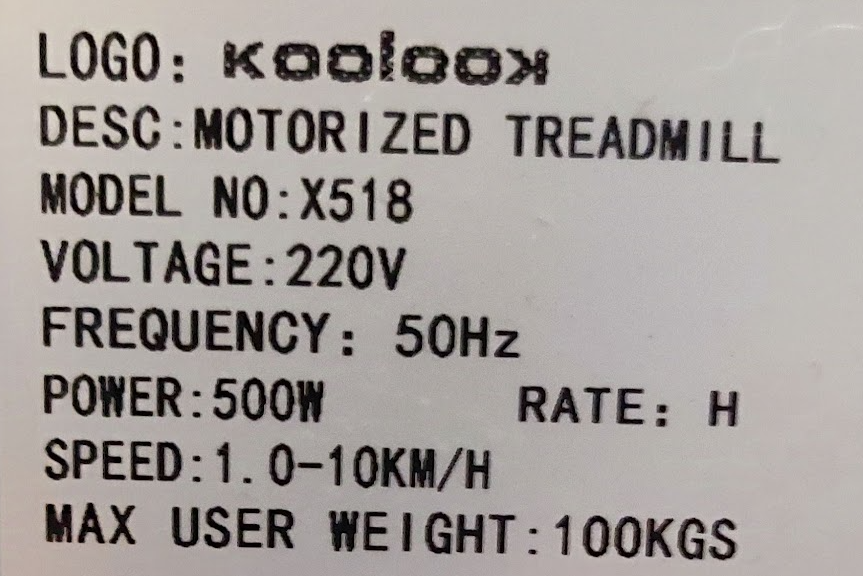 LOGO: Koolook
DESC:MOTORIZED TREADMILL
MODEL NO:X518
VOLTAGE:220V
FREQUENCY: 50Hz
POWER:500W RATE: H
SPEED:1.0-10KM/H
MAX USER WEIGHT:100KGS